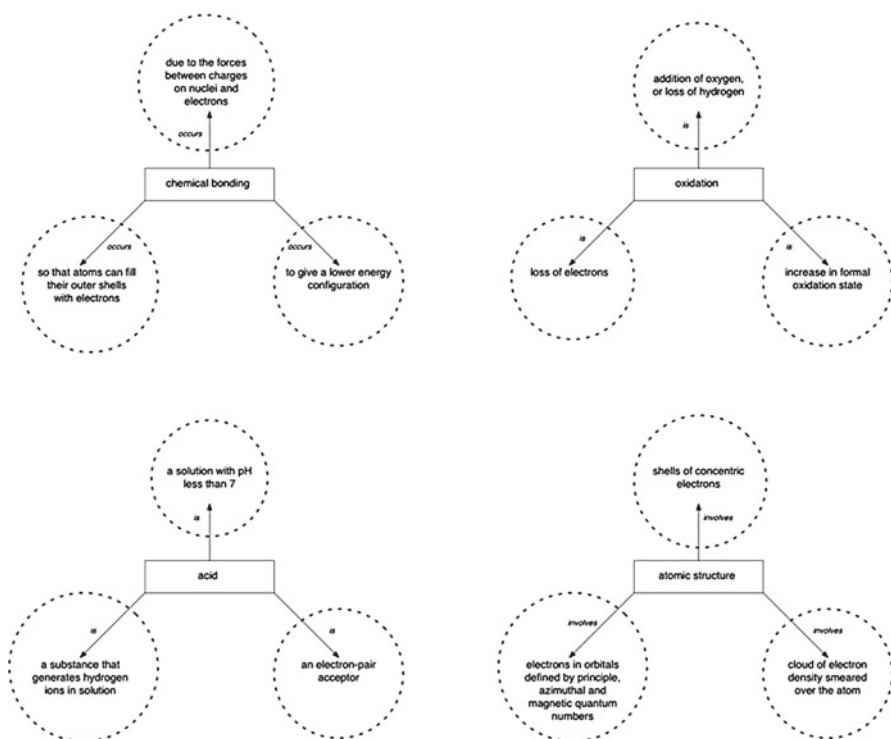 due to the forces
between charges
on nuclei and
electrons
occurs
chemical bonding
occurs
occurs
so that atoms can fill
their outer shells
with electrons
to give a lower energy
configuration
addition of oxygen,
or loss of hydrogen
is
oxidation
is
is
loss of electrons
increase in formal
oxidation state
a solution with pH
less than 7
is
acid
is
is
a substance that
generates hydrogen
ions in solution
an electron-pair
acceptor
shells of concentric
electrons
involves
atomic structure
involves
involves
electrons in orbitals
defined by principle,
azimuthal and
magnetic quantum
numbers
cloud of electron
density smeared
over the atom